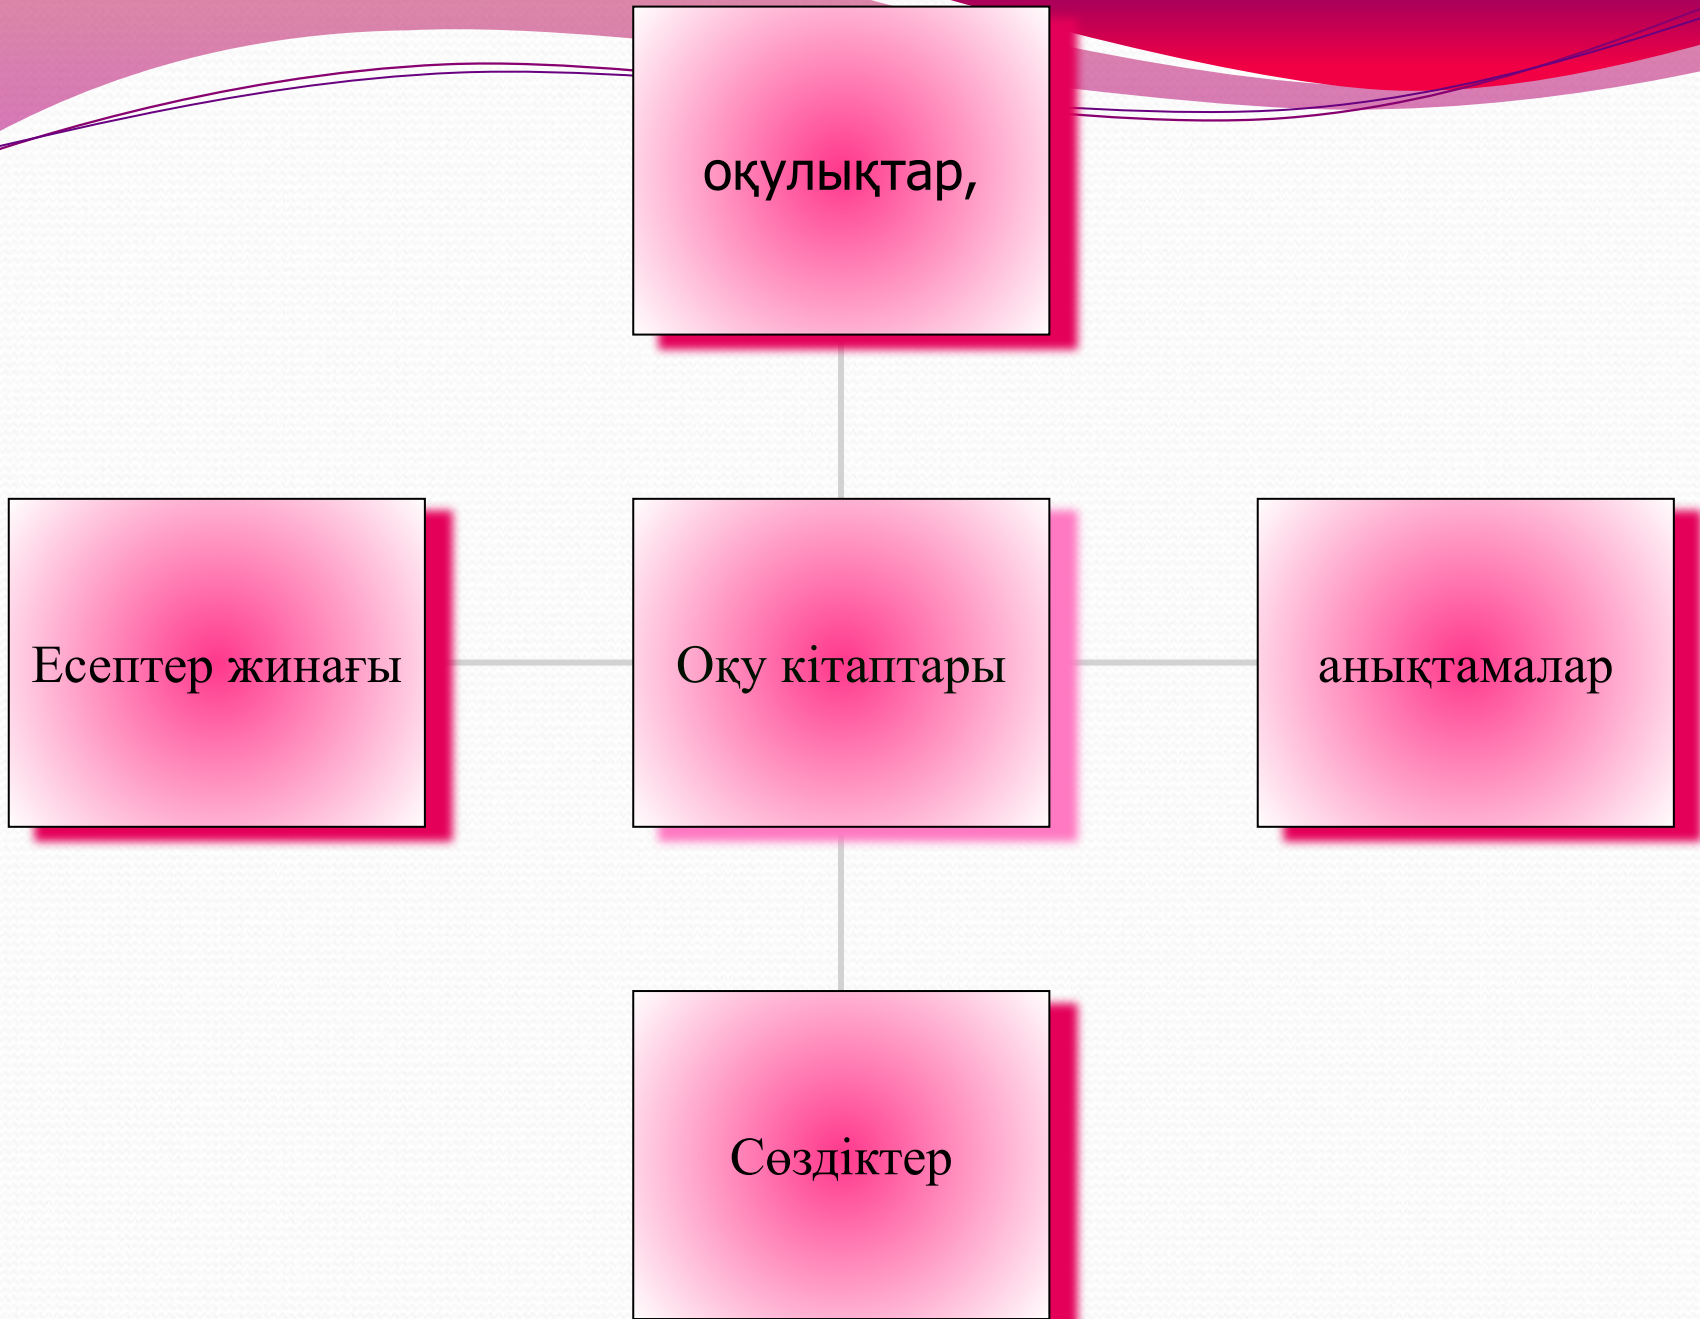 оқулықтар,
Есептер жинағы
Оқу кітаптары
анықтамалар
Сөздіктер